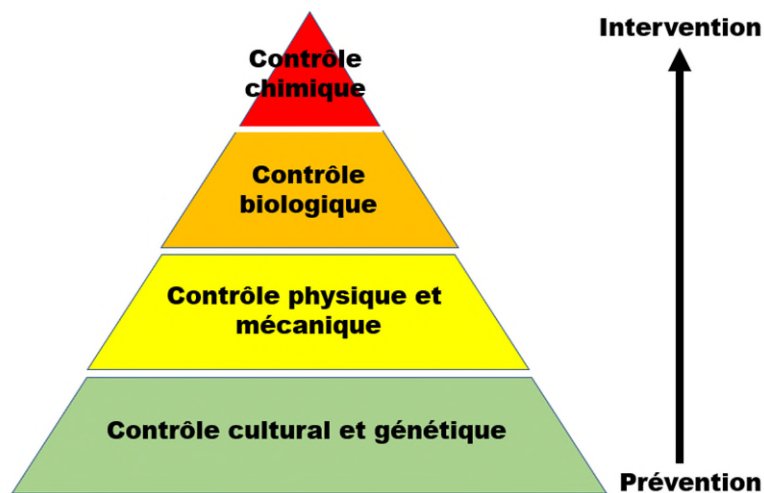 Contrôle
chimique
Contrôle
biologique
Contrôle physique et
mécanique
Contrôle cultural et génétique
Intervention
Prévention